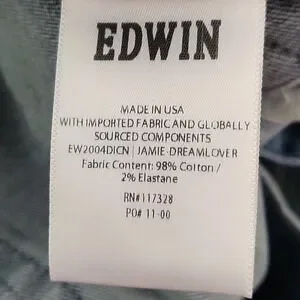 EDWIN
MADE IN USA
WITH IMPORTED FABRIC AND GLOBALLY
SOURCED COMPONENTS
EW2004DICN | JAMIE-DREAMLOVER
Fabric Content: 98% Cotton /
2% Elastane
RN#117328
PO# 11-00